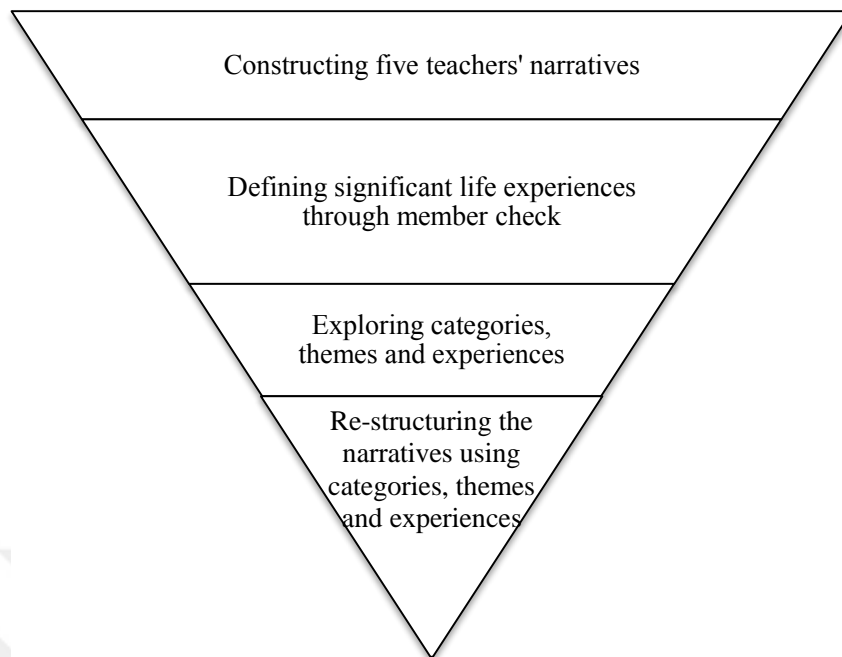 Constructing five teachers' narratives
Defining significant life experiences
through member check
Exploring categories,
themes and experiences
Re-structuring the
narratives using
categories, themes
and experiences